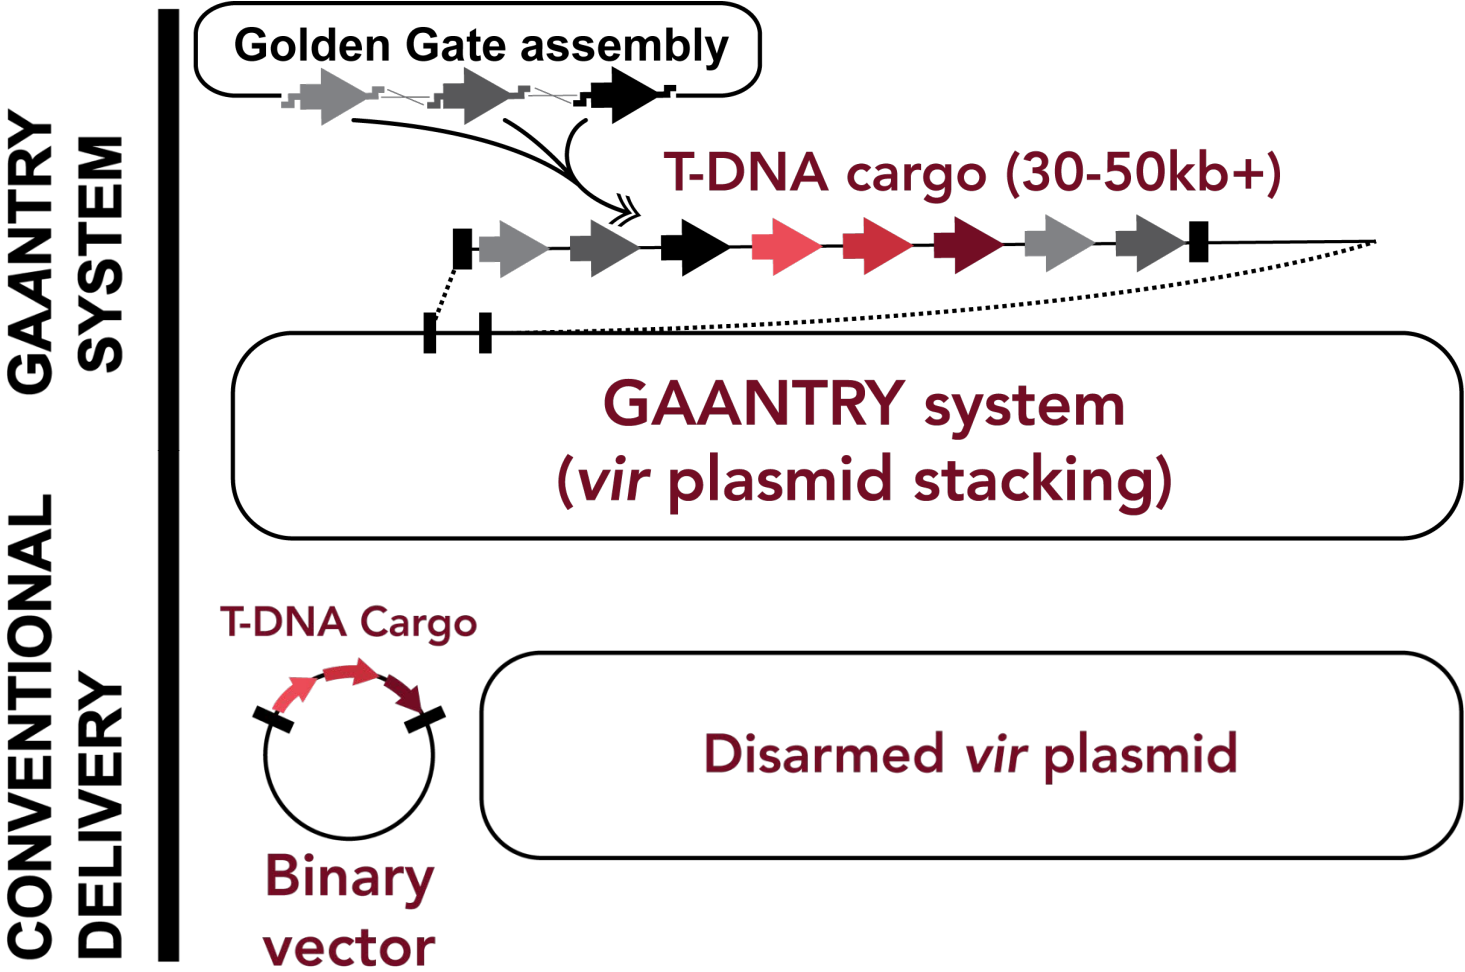 GAANTRY
SYSTEM
Golden Gate assembly
T-DNA cargo (30-50kb+)
GAANTRY system
(vir plasmid stacking)
CONVENTIONAL
DELIVERY
T-DNA Cargo
Binary
vector
Disarmed vir plasmid